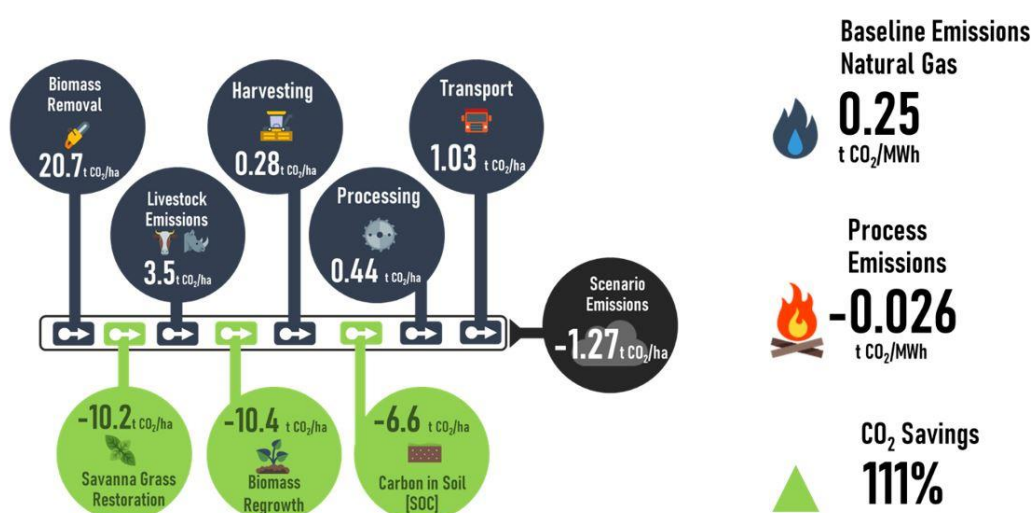 Biomass
Removal
20.7 t CO₂/ha
Livestock
Emissions
3.5 t CO₂/ha
Harvesting
0.28 t CO₂/ha
Processing
0.44 t CO₂/ha
Transport
1.03 t CO₂/ha
Scenario
Emissions
-1.27 t CO₂/ha
-10.2 t CO₂/ha
Savanna Grass
Restoration
-10.4 t CO₂/ha
Biomass
Regrowth
-6.6 t CO₂/ha
Carbon in Soil
[SOC]
Baseline Emissions
Natural Gas
0.25
t CO₂/MWh
Process
Emissions
-0.026
t CO₂/MWh
CO₂ Savings
111%